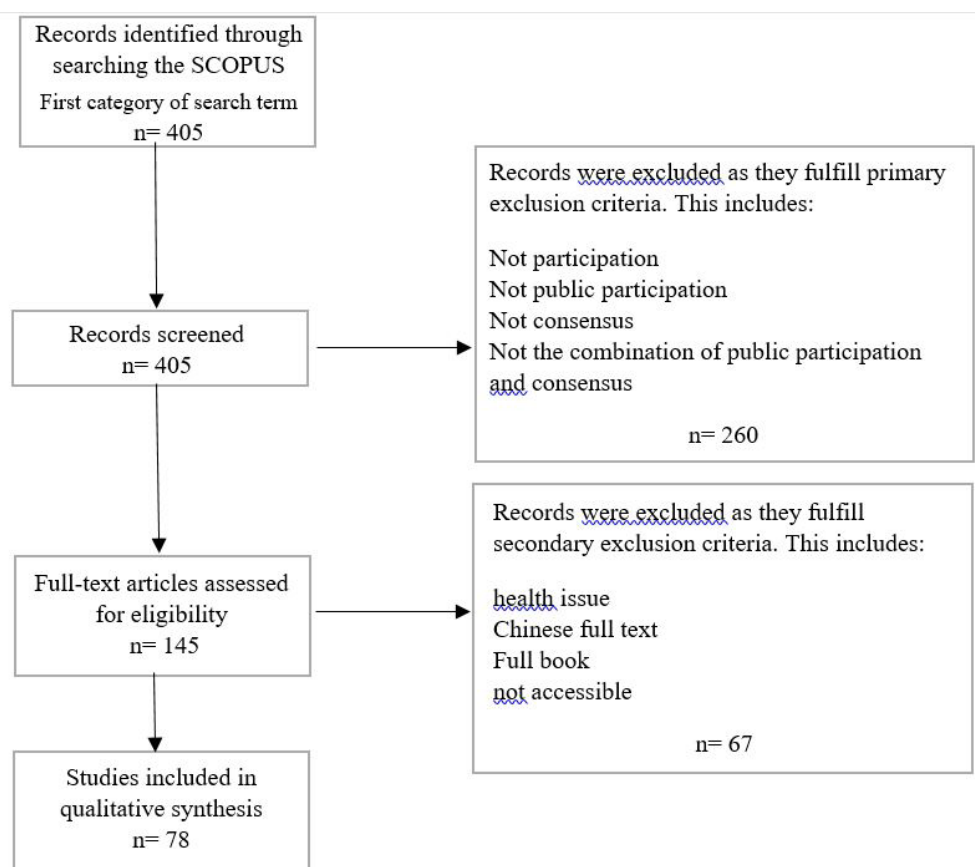 Records identified through
searching the SCOPUS
First category of search term
n= 405
Records were excluded as they fulfill primary
exclusion criteria. This includes:
Not participation
Not public participation
Not consensus
Not the combination of public participation
and consensus
n= 260
Records screened
n= 405
Records were excluded as they fulfill
secondary exclusion criteria. This includes:
health issue
Chinese full text
Full book
not accessible
n= 67
Full-text articles assessed
for eligibility
n= 145
Studies included in
qualitative synthesis
n= 78